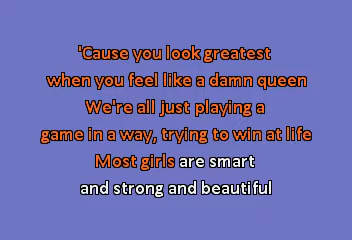 'Cause you look greatest
when you feel like a damn queen
We're all just playing a
game in a way, trying to win at life
Most girls are smart
and strong and beautiful